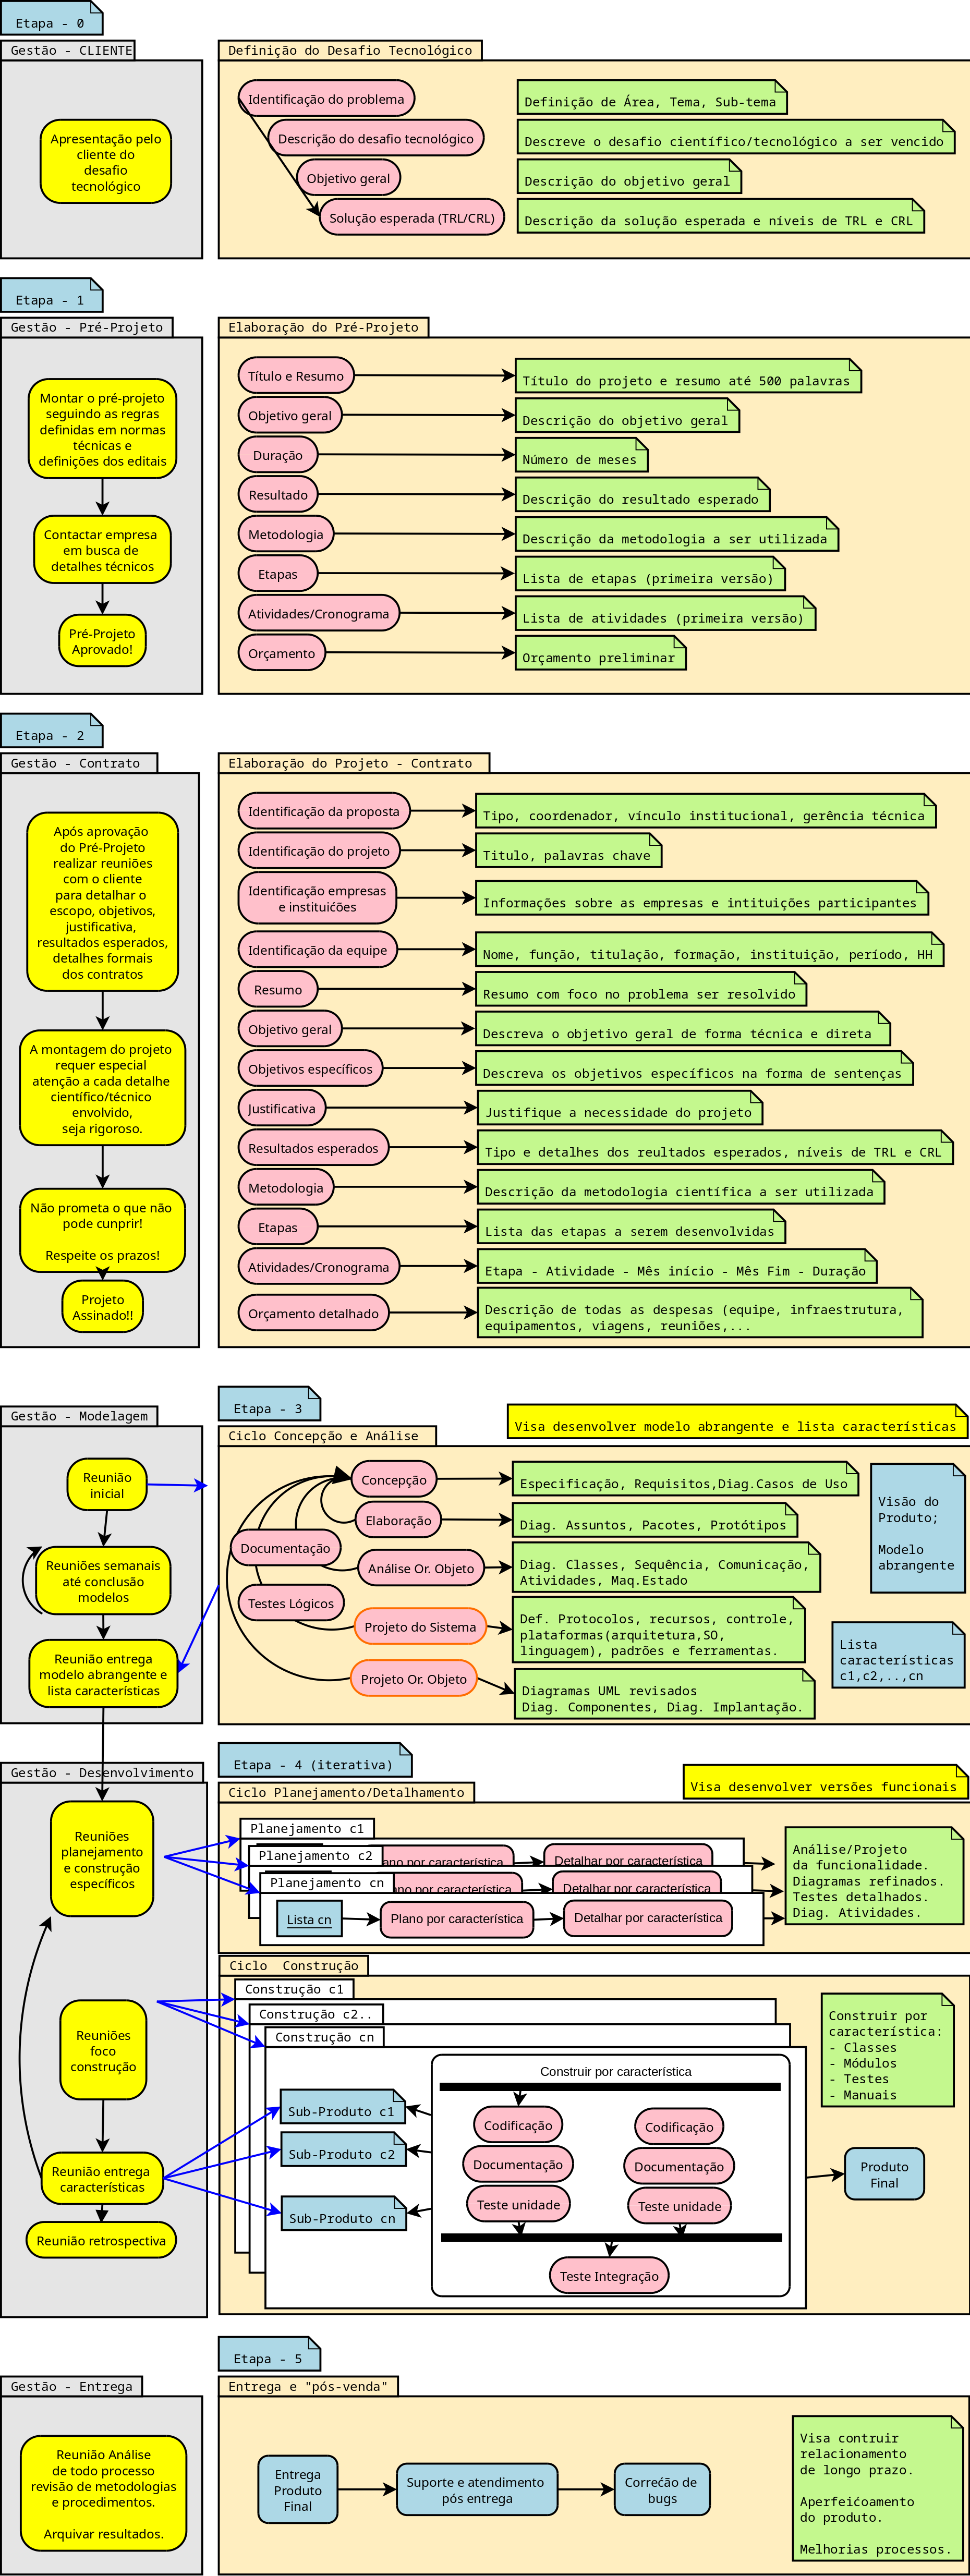 Etapa - 0
Gestão - CLIENTE
Apresentação pelo
cliente do
desafio
tecnológico
Definição do Desafio Tecnológico
Identificação do problema
Definição de Área, Tema, Sub-tema
Descrição do desafio tecnológico
Descreve o desafio científico/tecnológico a ser vencido
Objetivo geral
Descrição do objetivo geral
Solução esperada (TRL/CRL)
Descrição da solução esperada e níveis de TRL e CRL
Etapa - 1
Gestão - Pré-Projeto
Montar o pré-projeto
seguindo as regras
definidas em normas
técnicas e
definições dos editais
Contactar empresa
em busca de
detalhes técnicos
Pré-Projeto
Aprovado!
Elaboração do Pré-Projeto
Título e Resumo
Título do projeto e resumo até 500 palavras
Objetivo geral
Descrição do objetivo geral
Duração
Número de meses
Resultado
Descrição do resultado esperado
Metodologia
Descrição da metodologia a ser utilizada
Etapas
Lista de etapas (primeira versão)
Atividades/Cronograma
Lista de atividades (primeira versão)
Orçamento
Orçamento preliminar
Etapa - 2
Gestão - Contrato
Após aprovação
do Pré-Projeto
realizar reuniões
com o cliente
para detalhar o
escopo, objetivos,
justificativa,
resultados esperados,
detalhes formais
dos contratos
A montagem do projeto
requer especial
atenção a cada detalhe
científico/técnico
envolvido,
seja rigoroso.
Não prometa o que não
pode cunprir!
Respeite os prazos!
Projeto
Assinado!!
Elaboração do Projeto - Contrato
Identificação da proposta
Tipo, coordenador, vínculo institucional, gerência técnica
Identificação do projeto
Titulo, palavras chave
Identificação empresas
e instituićões
Informações sobre as empresas e intituições participantes
Identificação da equipe
Nome, função, titulação, formação, instituição, período, HH
Resumo
Resumo com foco no problema ser resolvido
Objetivo geral
Descreva o objetivo geral de forma técnica e direta
Objetivos específicos
Descreva os objetivos específicos na forma de sentenças
Justificativa
Justifique a necessidade do projeto
Resultados esperados
Tipo e detalhes dos reultados esperados, níveis de TRL e CRL
Metodologia
Descrição da metodologia científica a ser utilizada
Etapas
Lista das etapas a serem desenvolvidas
Atividades/Cronograma
Etapa - Atividade - Mês início - Mês Fim - Duração
Orçamento detalhado
Descrição de todas as despesas (equipe, infraestrutura,
equipamentos, viagens, reuniões,...
Gestão - Modelagem
Reunião
inicial
Reuniões semanais
até conclusão
modelos
Reunião entrega
modelo abrangente e
lista características
Etapa - 3
Visa desenvolver modelo abrangente e lista características
Ciclo Concepção e Análise
Concepção
Especificação, Requisitos,Diag.Casos de Uso
Elaboração
Diag. Assuntos, Pacotes, Protótipos
Documentação
Análise Or. Objeto
Diag. Classes, Sequência, Comunicação,
Atividades, Maq.Estado
Testes Lógicos
Projeto do Sistema
Def. Protocolos, recursos, controle,
plataformas(arquitetura,SO,
linguagem), padrões e ferramentas.
Projeto Or. Objeto
Diagramas UML revisados
Diag. Componentes, Diag. Implantação.
Visão do
Produto;
Modelo
abrangente
Lista
características
c1,c2,..,cn
Gestão - Desenvolvimento
Reuniões
planejamento
e construção
específicos
Reuniões
foco
construção
Reunião entrega
características
Reunião retrospectiva
Etapa - 4 (iterativa)
Visa desenvolver versões funcionais
Ciclo Planejamento/Detalhamento
Planejamento c1
ano por característica
Detalhar por característica
Planejamento c2
ano por característica
Detalhar por característica
Planejamento cn
Lista cn
Plano por característica
Detalhar por característica
Análise/Projeto
da funcionalidade.
Diagramas refinados.
Testes detalhados.
Diag. Atividades.
Ciclo  Construção
Construção c1
Construção c2..
Construção cn
Construir por característica
Sub-Produto c1
Sub-Produto c2
Sub-Produto cn
Codificação
Documentação
Teste unidade
Codificação
Documentação
Teste unidade
Teste Integração
Construir por
característica:
- Classes
- Módulos
- Testes
- Manuais
Produto
Final
Etapa - 5
Gestão - Entrega
Reunião Análise
de todo processo
revisão de metodologias
e procedimentos.
Arquivar resultados.
Entrega e "pós-venda"
Entrega
Produto
Final
Suporte e atendimento
pós entrega
Correćão de
bugs
Visa contruir
relacionamento
de longo prazo.
Aperfeićoamento
do produto.
Melhorias processos.